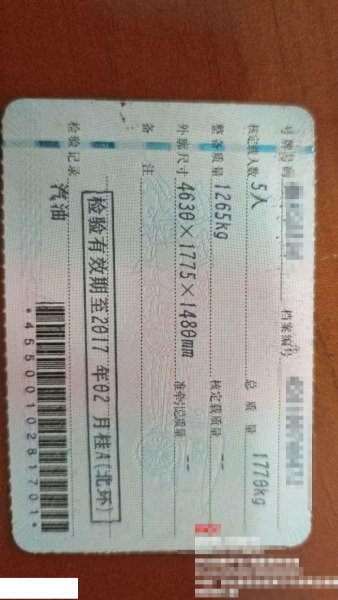 号牌号码 档案编号
核定载人数 5人 总质量 1770kg
整备质量 1265kg 核定载质量 --
外廓尺寸 4630×1775×1480mm 准牵引总质量 --
备注
检验有效期至2017年02月桂A(北环)
检验记录
汽油
*4550010281701*